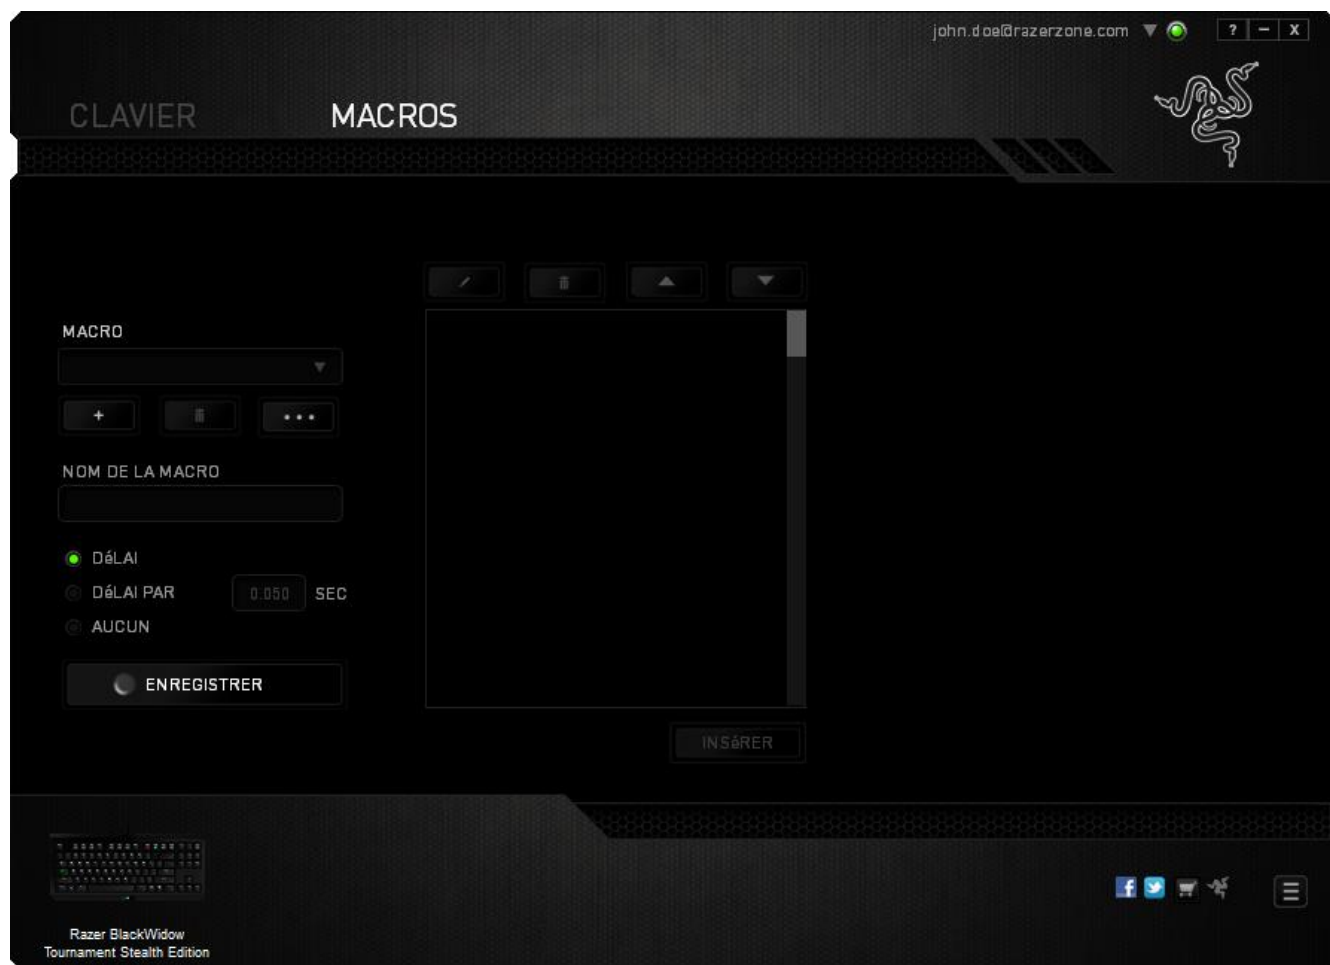 john.doe@razerzone.com
? – X
CLAVIER MACROS
MACRO
+ •••
NOM DE LA MACRO
DéLAI
DéLAI PAR 0.050 SEC
AUCUN
ENREGISTRER
INSéRER
Razer BlackWidow
Tournament Stealth Edition